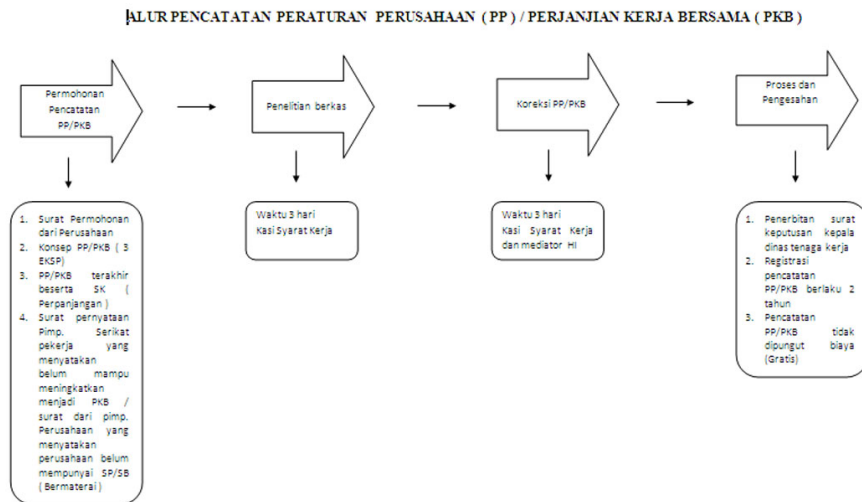 ALUR PENCATATAN PERATURAN PERUSAHAAN ( PP ) / PERJANJIAN KERJA BERSAMA ( PKB )
Permohonan
Pencatatan
PP/PKB
Penelitian berkas
Koreksi PP/PKB
Proses dan
Pengesahan
1. Surat Permohonan
dari Perusahaan
2. Konsep PP/PKB ( 3
EKSP)
3. PP/PKB terakhir
beserta SK (
Perpanjangan )
4. Surat pernyataan
Pimp. Serikat
pekerja yang
menyatakan
belum mampu
meningkatkan
menjadi PKB /
surat dari pimp.
Perusahaan yang
menyatakan
perusahaan belum
mempunyai SP/SB
( Bermaterai )
Waktu 3 hari
Kasi Syarat Kerja
Waktu 3 hari
Kasi Syarat Kerja
dan mediator HI
1. Penerbitan surat
keputusan kepala
dinas tenaga kerja
2. Registrasi
pencatatan
PP/PKB berlaku 2
tahun
3. Pencatatan
PP/PKB tidak
dipungut biaya
(Gratis)